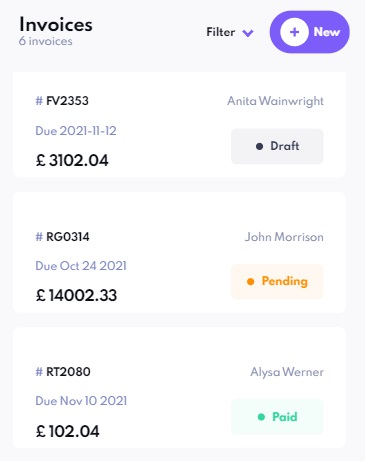 Invoices
6 invoices
Filter
New
# FV2353
Anita Wainwright
Due 2021-11-12
£ 3102.04
Draft
# RG0314
John Morrison
Due Oct 24 2021
£ 14002.33
Pending
# RT2080
Alysa Werner
Due Nov 10 2021
£ 102.04
Paid